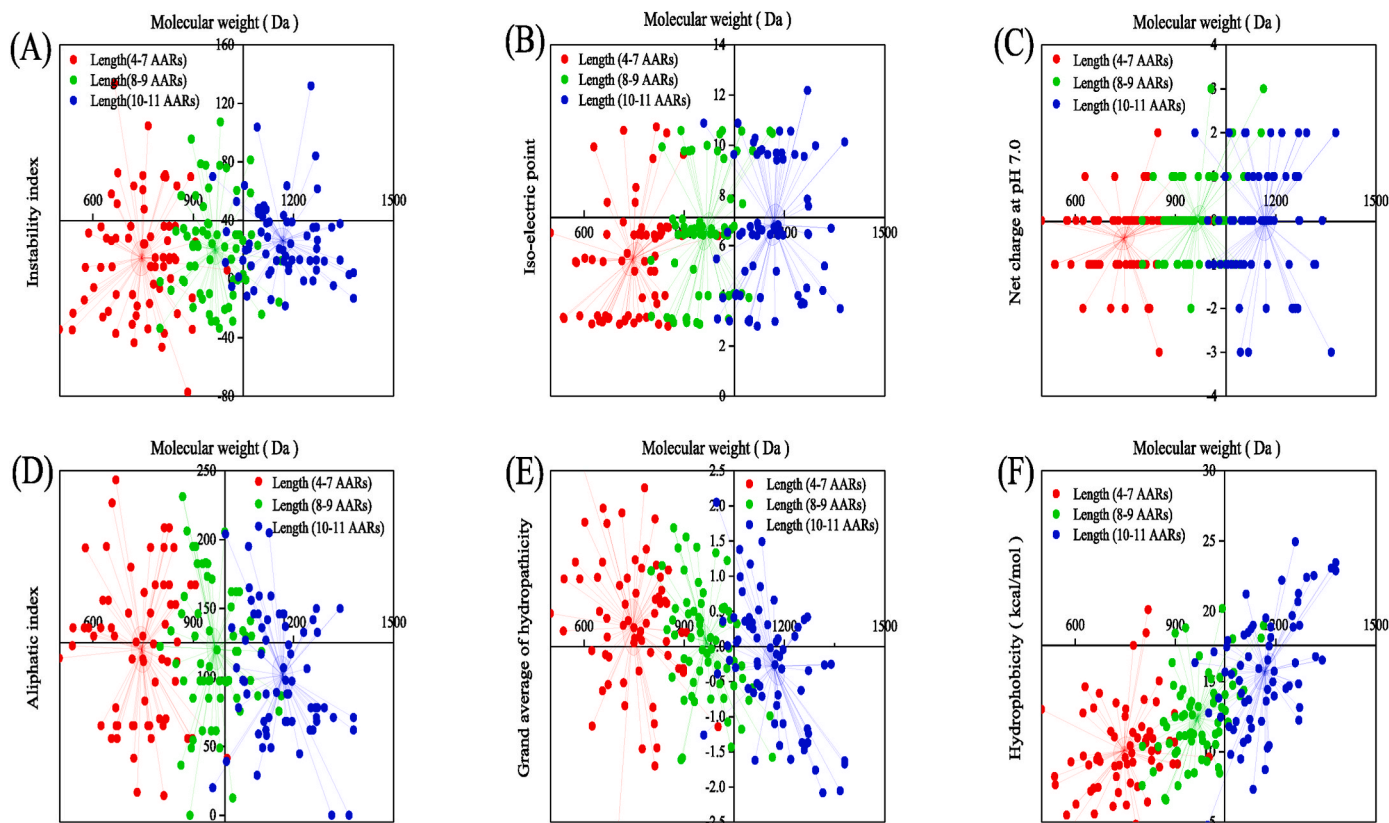 (A)
Molecular weight ( Da )
160
Length(4-7 AARs)
Length(8-9 AARs)
Length(10-11 AARs)
120
80
40
600
900
1200
1500
-40
-80
Instability index
(B)
Molecular weight ( Da )
14
Length (4-7 AARs)
Length (8-9 AARs)
Length (10-11 AARs)
12
10
8
600
1500
6
4
2
0
Iso-electric point
(C)
Molecular weight ( Da )
4
Length (4-7 AARs)
Length (8-9 AARs)
Length (10-11 AARs)
3
2
1
600
900
1200
1500
-1
-2
-3
-4
Net charge at pH 7.0
(D)
Molecular weight ( Da )
250
Length (4-7 AARs)
Length (8-9 AARs)
Length (10-11 AARs)
200
150
600
900
1200
1500
100
50
0
Aliphatic index
(E)
Molecular weight ( Da )
2.5
Length (4-7 AARs)
Length (8-9 AARs)
Length (10-11 AARs)
2.0
1.5
1.0
0.5
600
900
1200
1500
0.0
-0.5
-1.0
-1.5
-2.0
-2.5
Grand average of hydropathicity
(F)
Molecular weight ( Da )
30
Length (4-7 AARs)
Length (8-9 AARs)
Length (10-11 AARs)
25
20
600
900
1200
1500
15
10
5
Hydrophobicity ( kcal/mol )